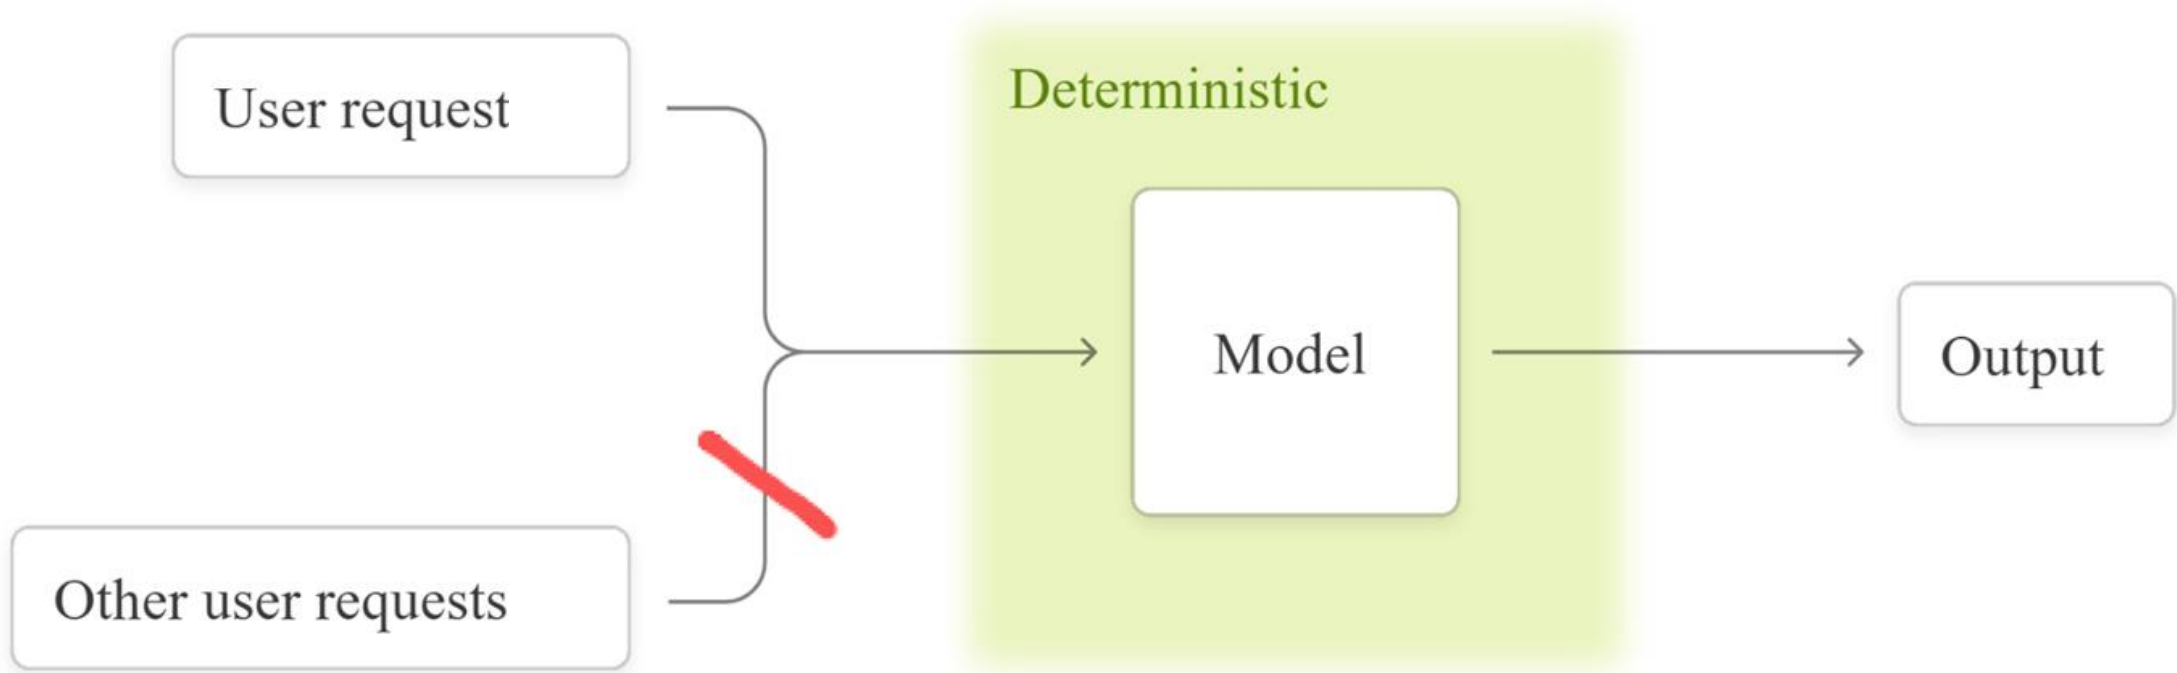 User request
Deterministic
Model
Output
Other user requests